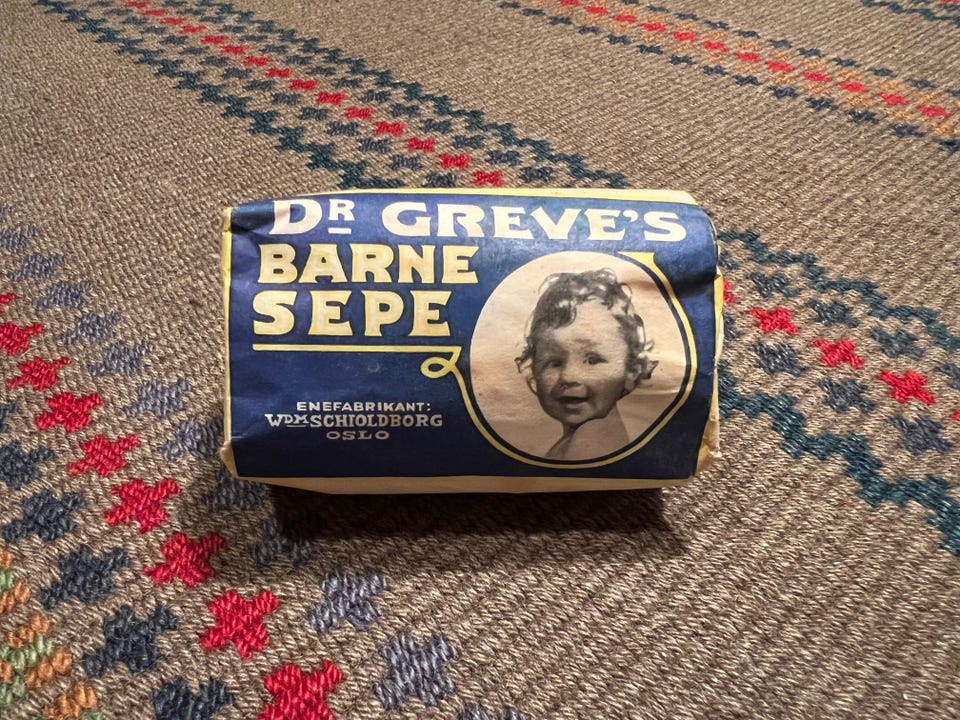 DR GREVE'S
BARNE
SEPE
ENEFABRIKANT:
WDM SCHIOLDBORG
OSLO